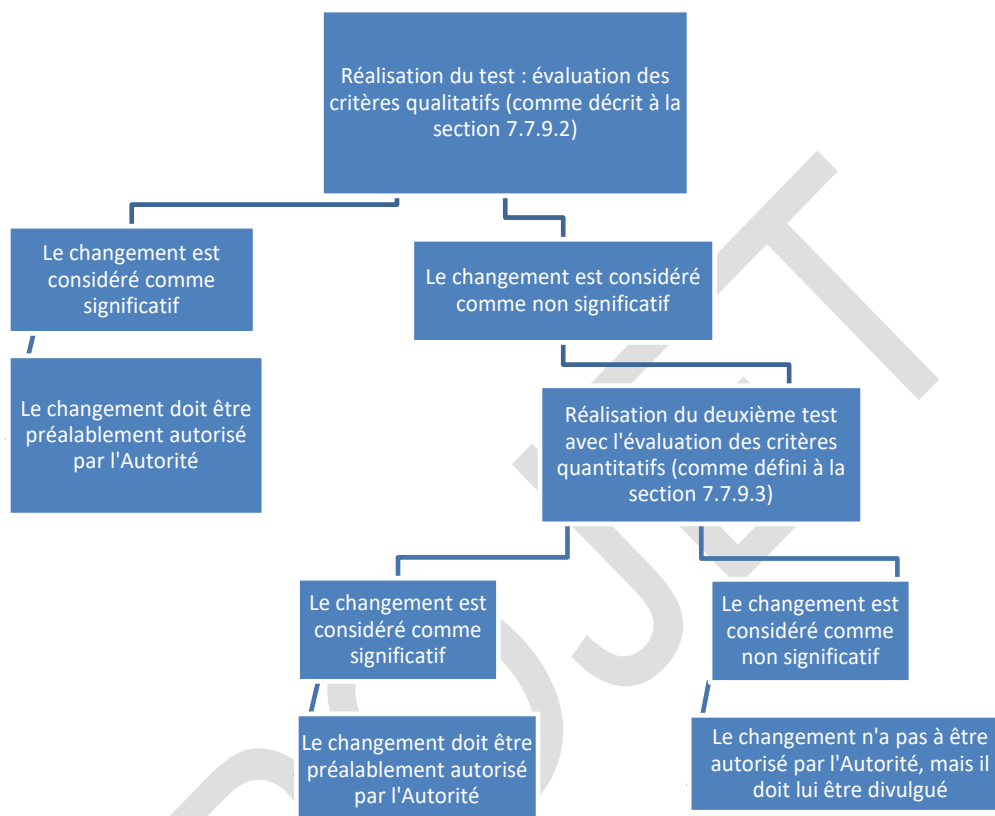 Réalisation du test : évaluation des
critères qualitatifs (comme décrit à la
section 7.7.9.2)
Le changement est
considéré comme
significatif
Le changement est considéré
comme non significatif
Le changement doit être
préalablement autorisé
par l'Autorité
Réalisation du deuxième test
avec l'évaluation des critères
quantitatifs (comme défini à la
section 7.7.9.3)
Le changement est
considéré comme
significatif
Le changement est
considéré comme
non significatif
Le changement doit être
préalablement autorisé
par l'Autorité
Le changement n'a pas à être
autorisé par l'Autorité, mais il
doit lui être divulgué